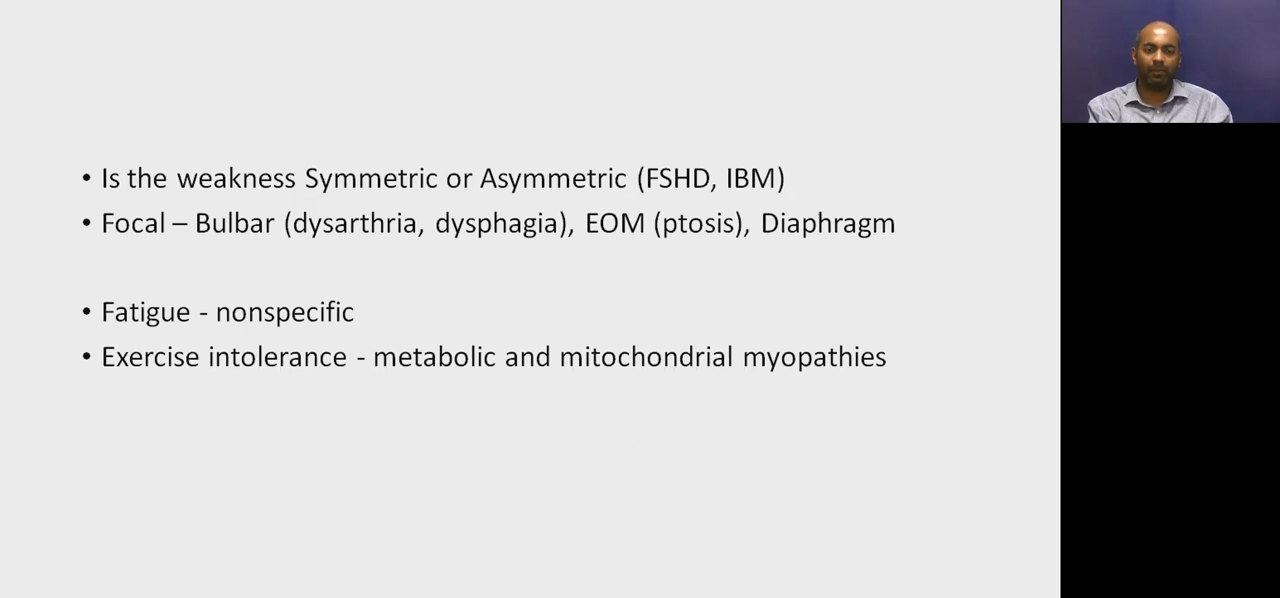 • Is the weakness Symmetric or Asymmetric (FSHD, IBM)
• Focal – Bulbar (dysarthria, dysphagia), EOM (ptosis), Diaphragm
• Fatigue - nonspecific
• Exercise intolerance - metabolic and mitochondrial myopathies